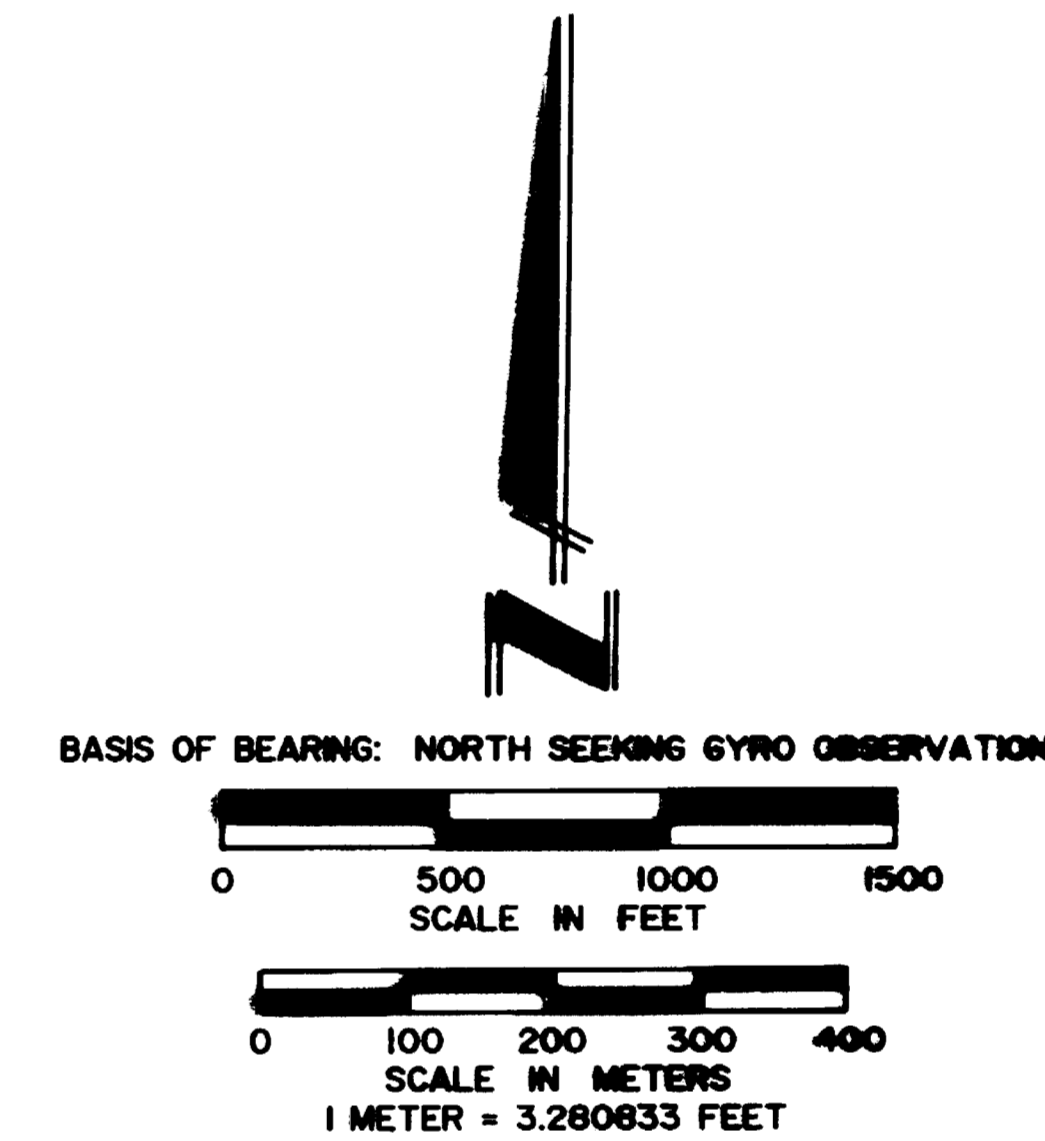 N
BASIS OF BEARING: NORTH SEEKING GYRO OBSERVATION
0 500 1000 1500
SCALE IN FEET
0 100 200 300 400
SCALE IN METERS
1 METER = 3.280833 FEET